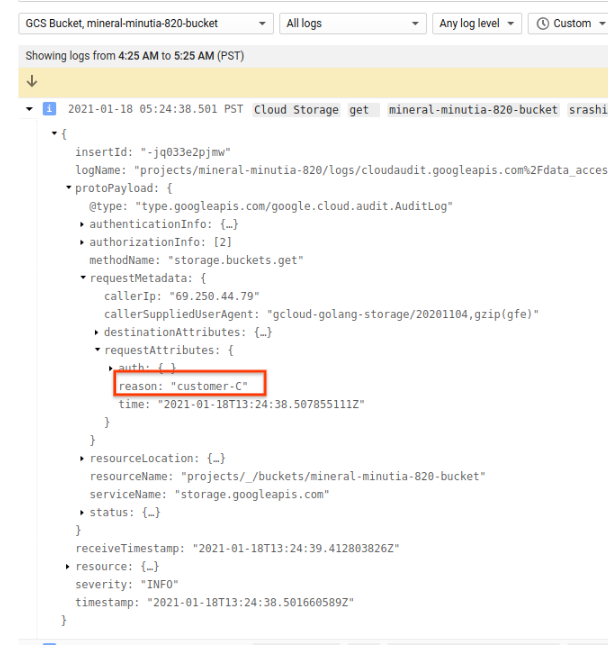 GCS Bucket, mineral-minutia-820-bucket All logs Any log level Custom
Showing logs from 4:25 AM to 5:25 AM (PST)
i 2021-01-18 05:24:38.501 PST Cloud Storage get mineral-minutia-820-bucket srashi
{
insertId: "-jq033e2pjmw"
logName: "projects/mineral-minutia-820/logs/cloudaudit.googleapis.com%2Fdata_acces
protoPayload: {
@type: "type.googleapis.com/google.cloud.audit.AuditLog"
authenticationInfo: {…}
authorizationInfo: [2]
methodName: "storage.buckets.get"
requestMetadata: {
callerIp: "69.250.44.79"
callerSuppliedUserAgent: "gcloud-golang-storage/20201104,gzip(gfe)"
destinationAttributes: {…}
requestAttributes: {
auth: {…}
reason: "customer-C"
time: "2021-01-18T13:24:38.507855111Z"
}
}
resourceLocation: {…}
resourceName: "projects/_/buckets/mineral-minutia-820-bucket"
serviceName: "storage.googleapis.com"
status: {…}
}
receiveTimestamp: "2021-01-18T13:24:39.412803826Z"
resource: {…}
severity: "INFO"
timestamp: "2021-01-18T13:24:38.501660589Z"
}